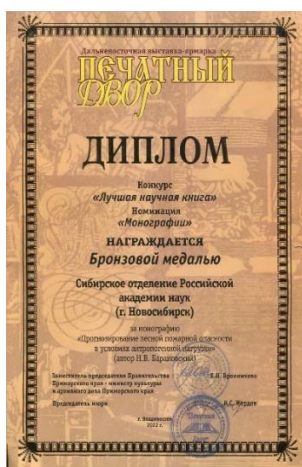 Дальневосточная выставка-ярмарка
ПЕЧАТНЫЙ
ДВОР
ДИПЛОМ
Конкурс
«Лучшая научная книга»
Номинация
«Монографии»
НАГРАЖДАЕТСЯ
Бронзовой медалью
Сибирское отделение Российской
академии наук
(г. Новосибирск)
за монографию
«Прогнозирование лесной пожарной опасности
в условиях антропогенной нагрузки»
(автор Н.В. Барановский)
Заместитель председателя Правительства
Приморского края - министр культуры
и архивного дела Приморского края
Председатель жюри
г. Владивосток
2022 г.